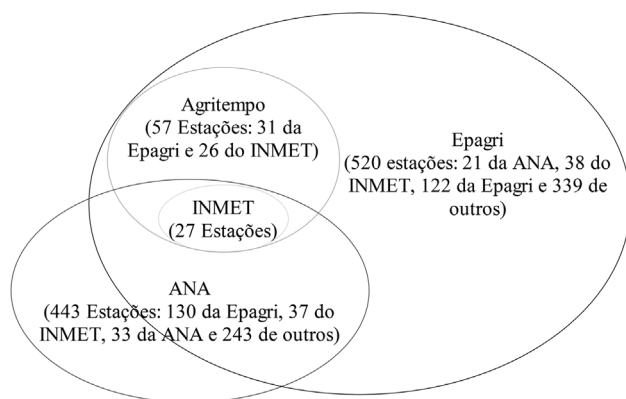 Agritempo
(57 Estações: 31 da
Epagri e 26 do INMET)
Epagri
(520 estações: 21 da ANA, 38 do
INMET, 122 da Epagri e 339 de
outros)
INMET
(27 Estações)
ANA
(443 Estações: 130 da Epagri, 37 do
INMET, 33 da ANA e 243 de outros)